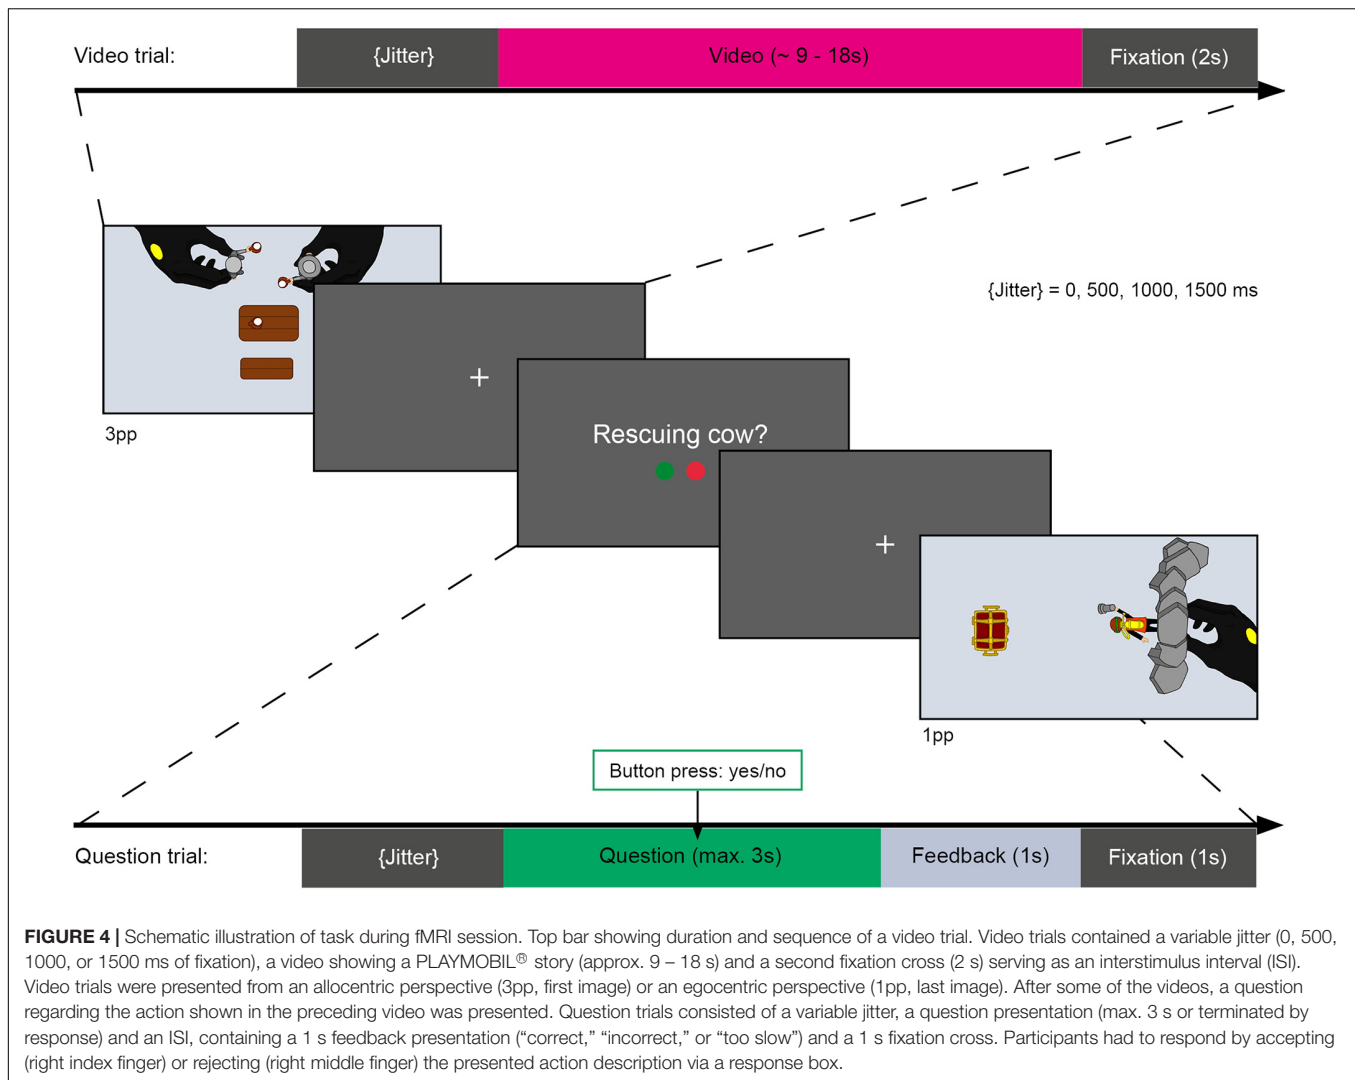 Video trial:
{Jitter}
Video (~ 9 - 18s)
Fixation (2s)
{Jitter} = 0, 500, 1000, 1500 ms
3pp
Rescuing cow?
1pp
Button press: yes/no
Question trial:
{Jitter}
Question (max. 3s)
Feedback (1s)
Fixation (1s)
FIGURE 4 | Schematic illustration of task during fMRI session. Top bar showing duration and sequence of a video trial. Video trials contained a variable jitter (0, 500,
1000, or 1500 ms of fixation), a video showing a PLAYMOBIL® story (approx. 9 – 18 s) and a second fixation cross (2 s) serving as an interstimulus interval (ISI).
Video trials were presented from an allocentric perspective (3pp, first image) or an egocentric perspective (1pp, last image). After some of the videos, a question
regarding the action shown in the preceding video was presented. Question trials consisted of a variable jitter, a question presentation (max. 3 s or terminated by
response) and an ISI, containing a 1 s feedback presentation (“correct,” “incorrect,” or “too slow”) and a 1 s fixation cross. Participants had to respond by accepting
(right index finger) or rejecting (right middle finger) the presented action description via a response box.